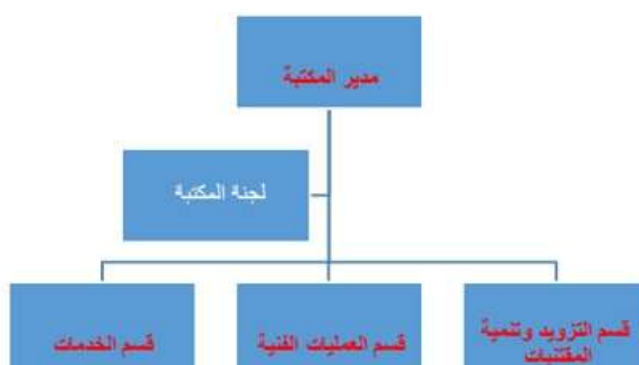 مدير المكتبة
لجنة المكتبة
قسم التزويد وتنمية
المقتنيات
قسم العمليات الفنية
قسم الخدمات